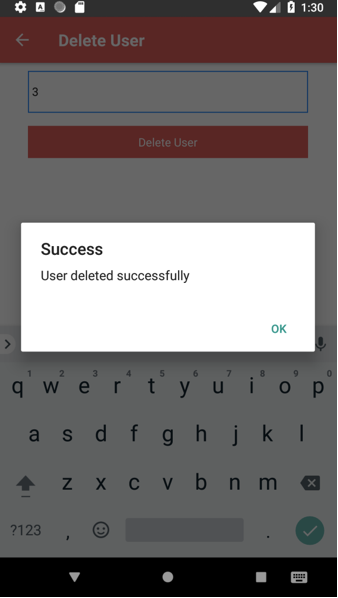 1:30
Delete User
3
Delete User
Success
User deleted successfully
OK
1 2 3 4 5 6 7 8 9 0
q w e r t y u i o p
a s d f g h j k l
z x c v b n m
?123 , .